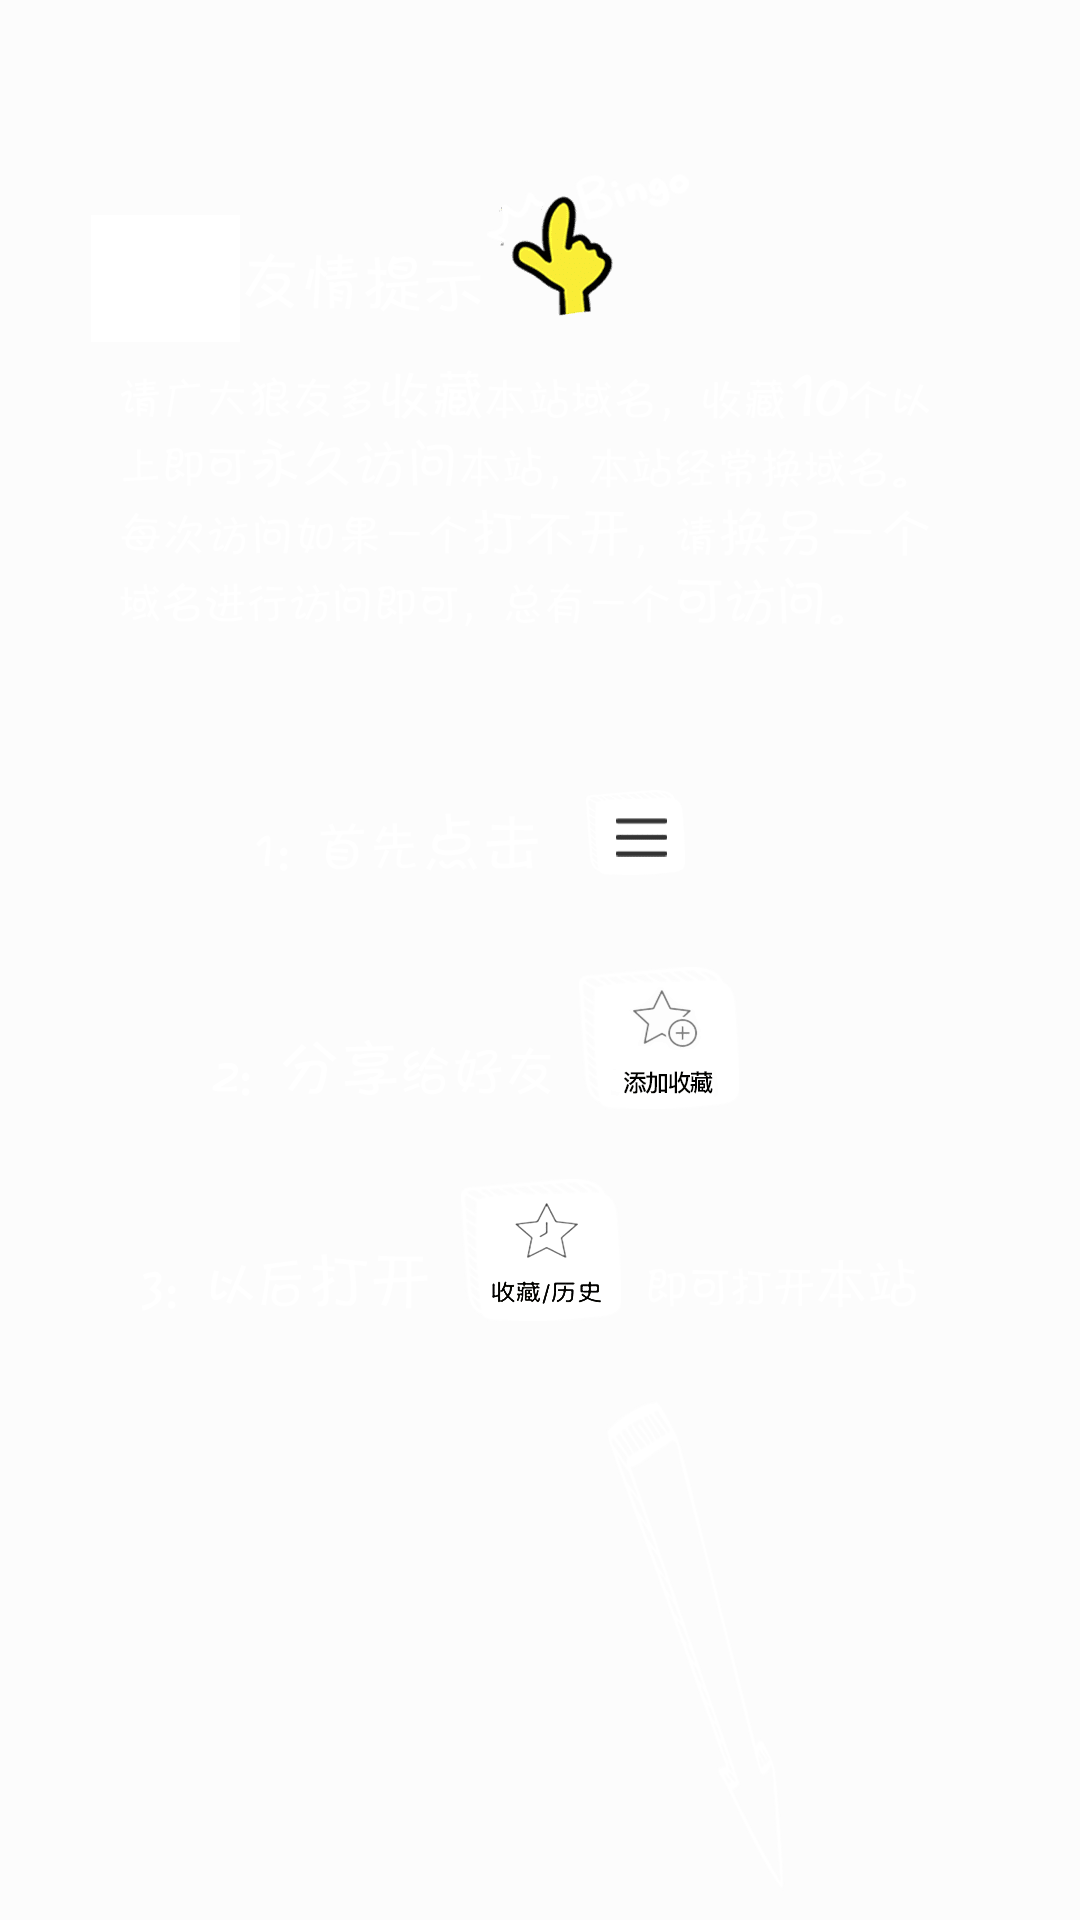 Bingo
友情提示
请广大狼友多收藏本站域名，收藏10个以
上即可永久访问本站，本站经常换域名。
每次访问如果一个打不开，请换另一个
域名进行访问即可，总有一个可访问。
1：首先点击
2：分享给好友
添加收藏
3：以后打开
收藏/历史
即可打开本站